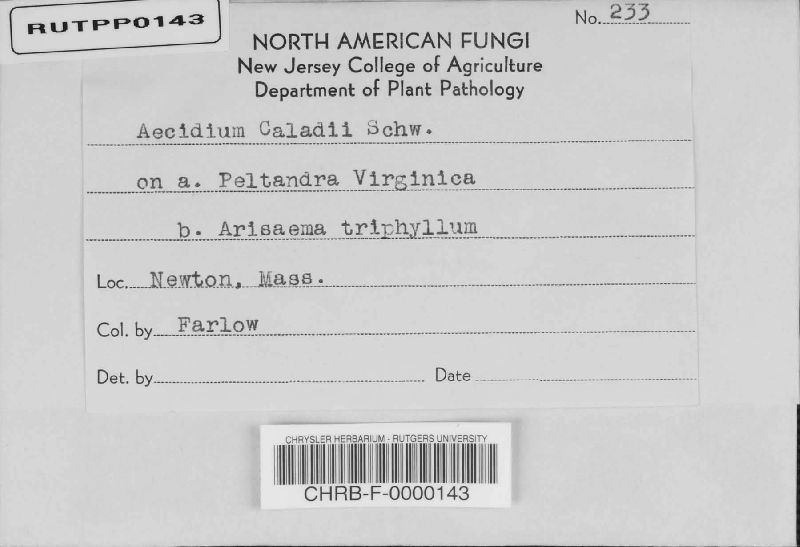 RUTPP0143
No. 233
NORTH AMERICAN FUNGI
New Jersey College of Agriculture
Department of Plant Pathology
Aecidium Caladii Schw.
on a. Peltandra Virginica
b. Arisaema triphyllum
Loc. Newton, Mass.
Col. by Farlow
Det. by Date
CHRYSLER HERBARIUM - RUTGERS UNIVERSITY
CHRB-F-0000143